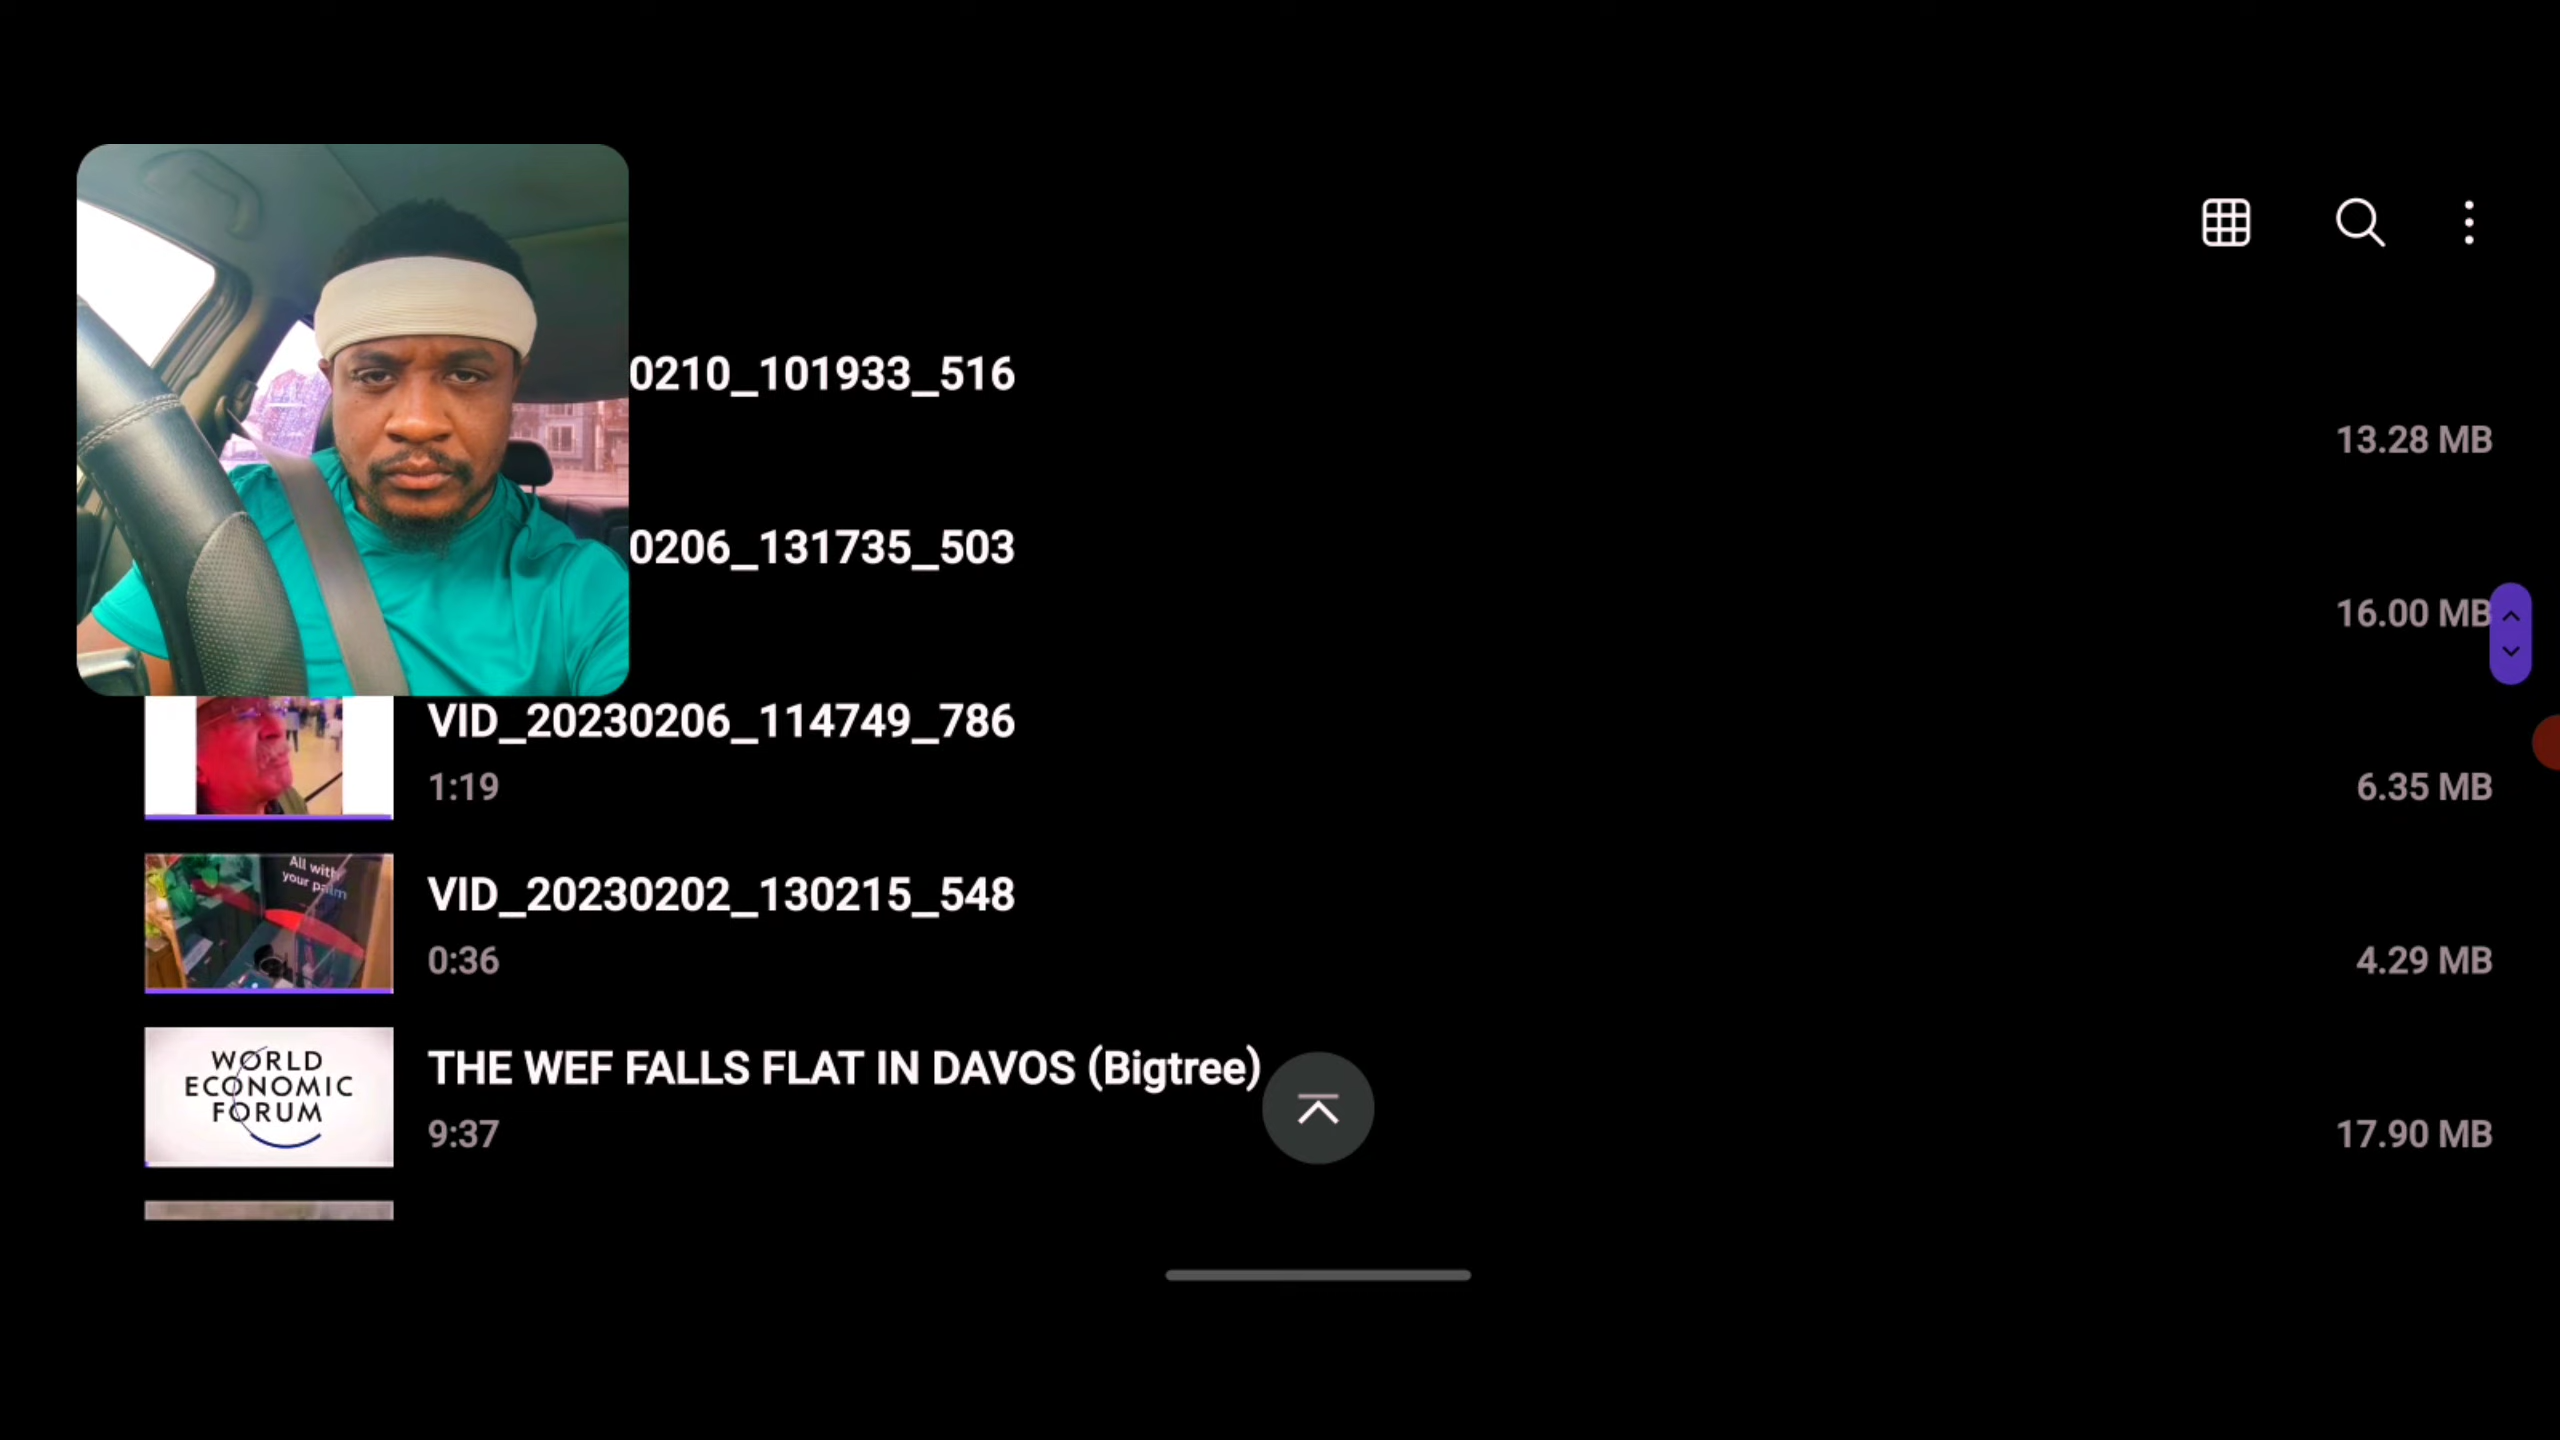 0210_101933_516
13.28 MB
0206_131735_503
16.00 MB
VID_20230206_114749_786
1:19
6.35 MB
All with
your palm
VID_20230202_130215_548
0:36
4.29 MB
WORLD
ECONOMIC
FORUM
THE WEF FALLS FLAT IN DAVOS (Bigtree)
9:37
17.90 MB